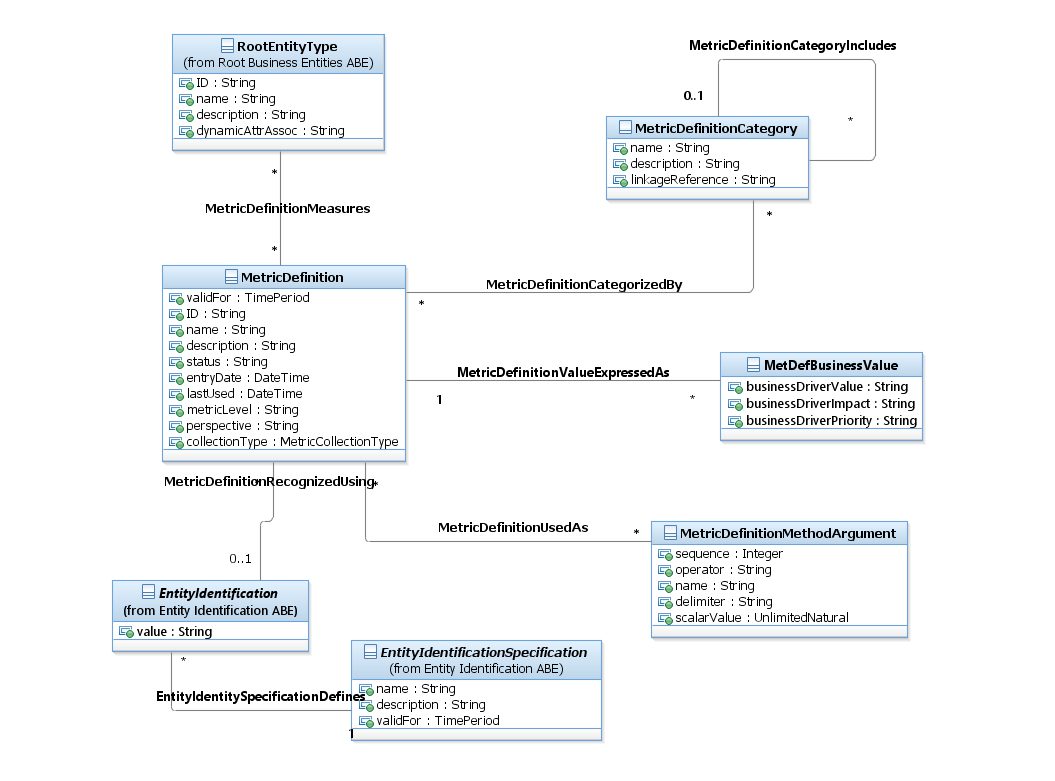 RootEntityType
(from Root Business Entities ABE)
ID : String
name : String
description : String
dynamicAttrAssoc : String
MetricDefinitionCategoryIncludes
0..1
*
MetricDefinitionCategory
name : String
description : String
linkageReference : String
*
*
MetricDefinitionMeasures
*
MetricDefinition
validFor : TimePeriod
ID : String
name : String
description : String
status : String
entryDate : DateTime
lastUsed : DateTime
metricLevel : String
perspective : String
collectionType : MetricCollectionType
MetricDefinitionCategorizedBy
*
MetricDefinitionValueExpressedAs
1
*
MetDefBusinessValue
businessDriverValue : String
businessDriverImpact : String
businessDriverPriority : String
MetricDefinitionRecognizedUsing
*
*
MetricDefinitionUsedAs
*
MetricDefinitionMethodArgument
sequence : Integer
operator : String
name : String
delimiter : String
scalarValue : UnlimitedNatural
0..1
EntityIdentification
(from Entity Identification ABE)
value : String
*
EntityIdentitySpecificationDefines
1
EntityIdentificationSpecification
(from Entity Identification ABE)
name : String
description : String
validFor : TimePeriod